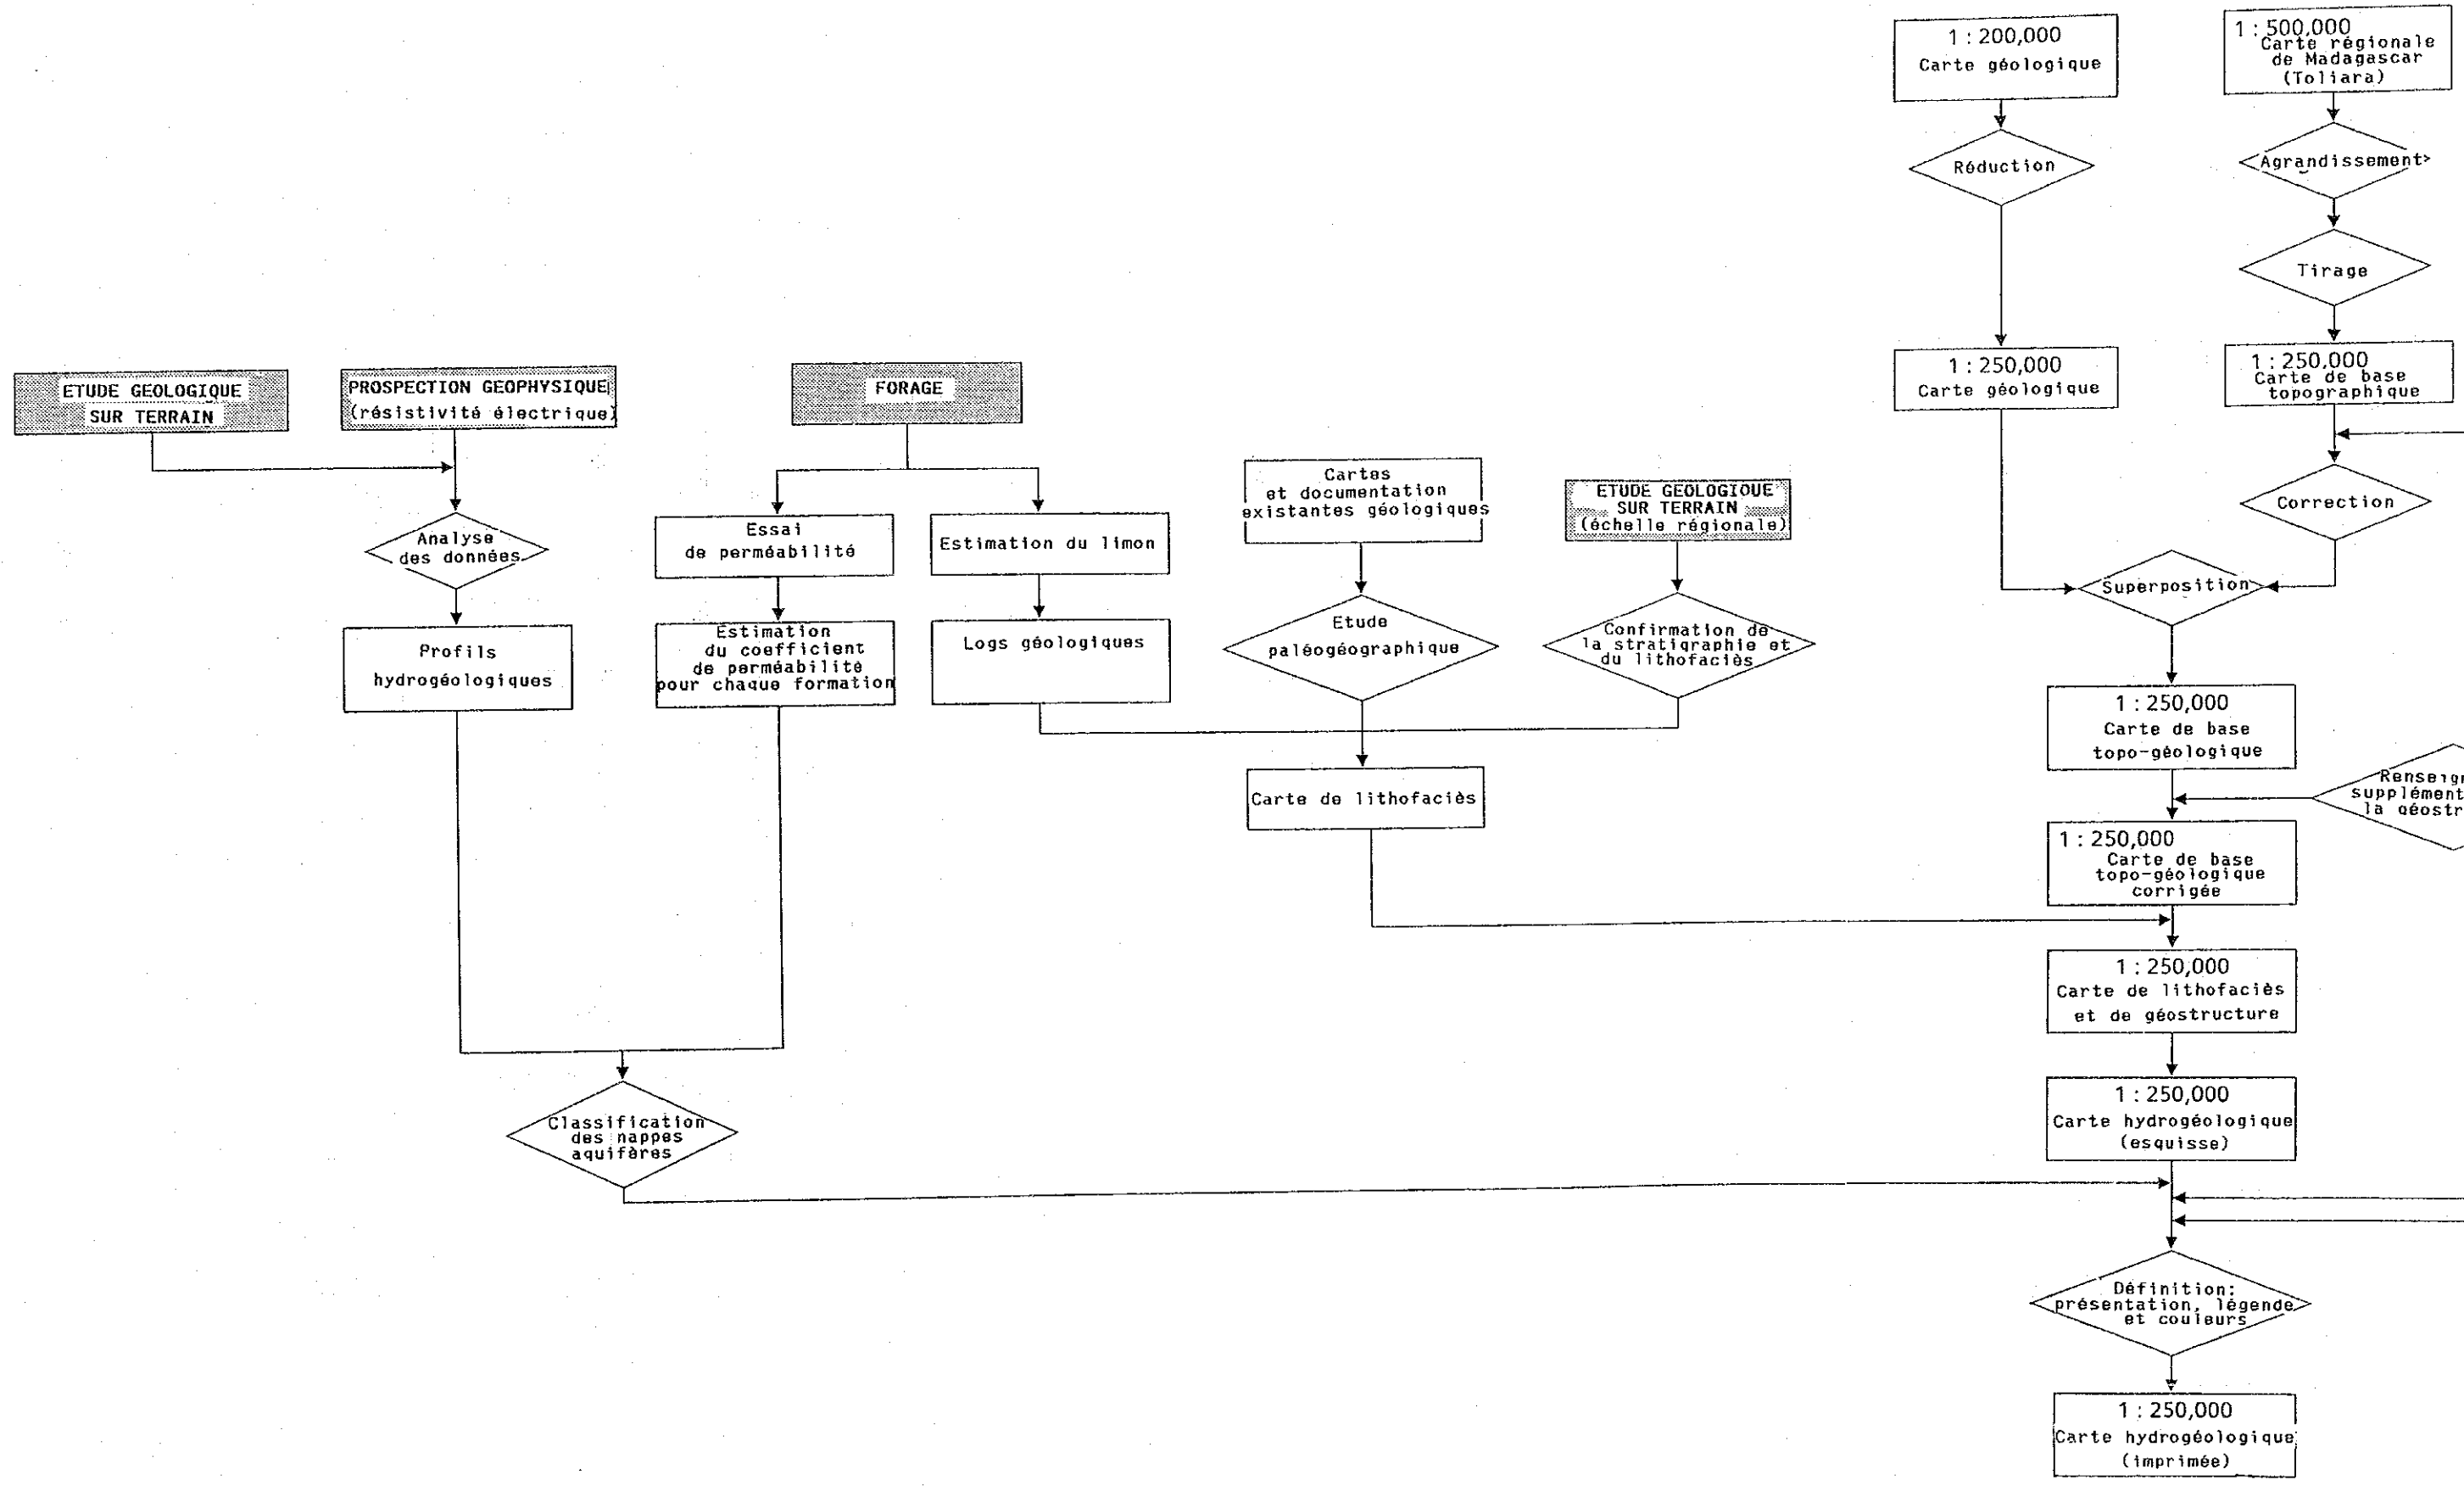 1 : 200,000
Carte géologique
1 : 500,000
Carte régionale
de Madagascar
(Toliara)
Réduction
Agrandissement
Tirage
ETUDE GEOLOGIQUE
SUR TERRAIN
PROSPECTION GEOPHYSIQUE
(résistivité électrique)
FORAGE
1 : 250,000
Carte géologique
1 : 250,000
Carte de base
topographique
Cartes
et documentation
existantes géologiques
ETUDE GEOLOGIQUE
SUR TERRAIN
(échelle régionale)
Correction
Analyse
des données
Essai
de perméabilité
Estimation du limon
Superposition
Profils
hydrogéologiques
Estimation
du coefficient
de perméabilité
pour chaque formation
Logs géologiques
Etude
paléogéographique
Confirmation de
la stratigraphie et
du lithofaciès
1 : 250,000
Carte de base
topo-géologique
Carte de lithofaciès
supplément
la géostr
1 : 250,000
Carte de base
topo-géologique
corrigée
1 : 250,000
Carte de lithofaciès
et de géostructure
1 : 250,000
Carte hydrogéologique
(esquisse)
Classification
des nappes
aquifères
Définition:
présentation, légende
et couleurs
1 : 250,000
Carte hydrogéologique
(imprimée)